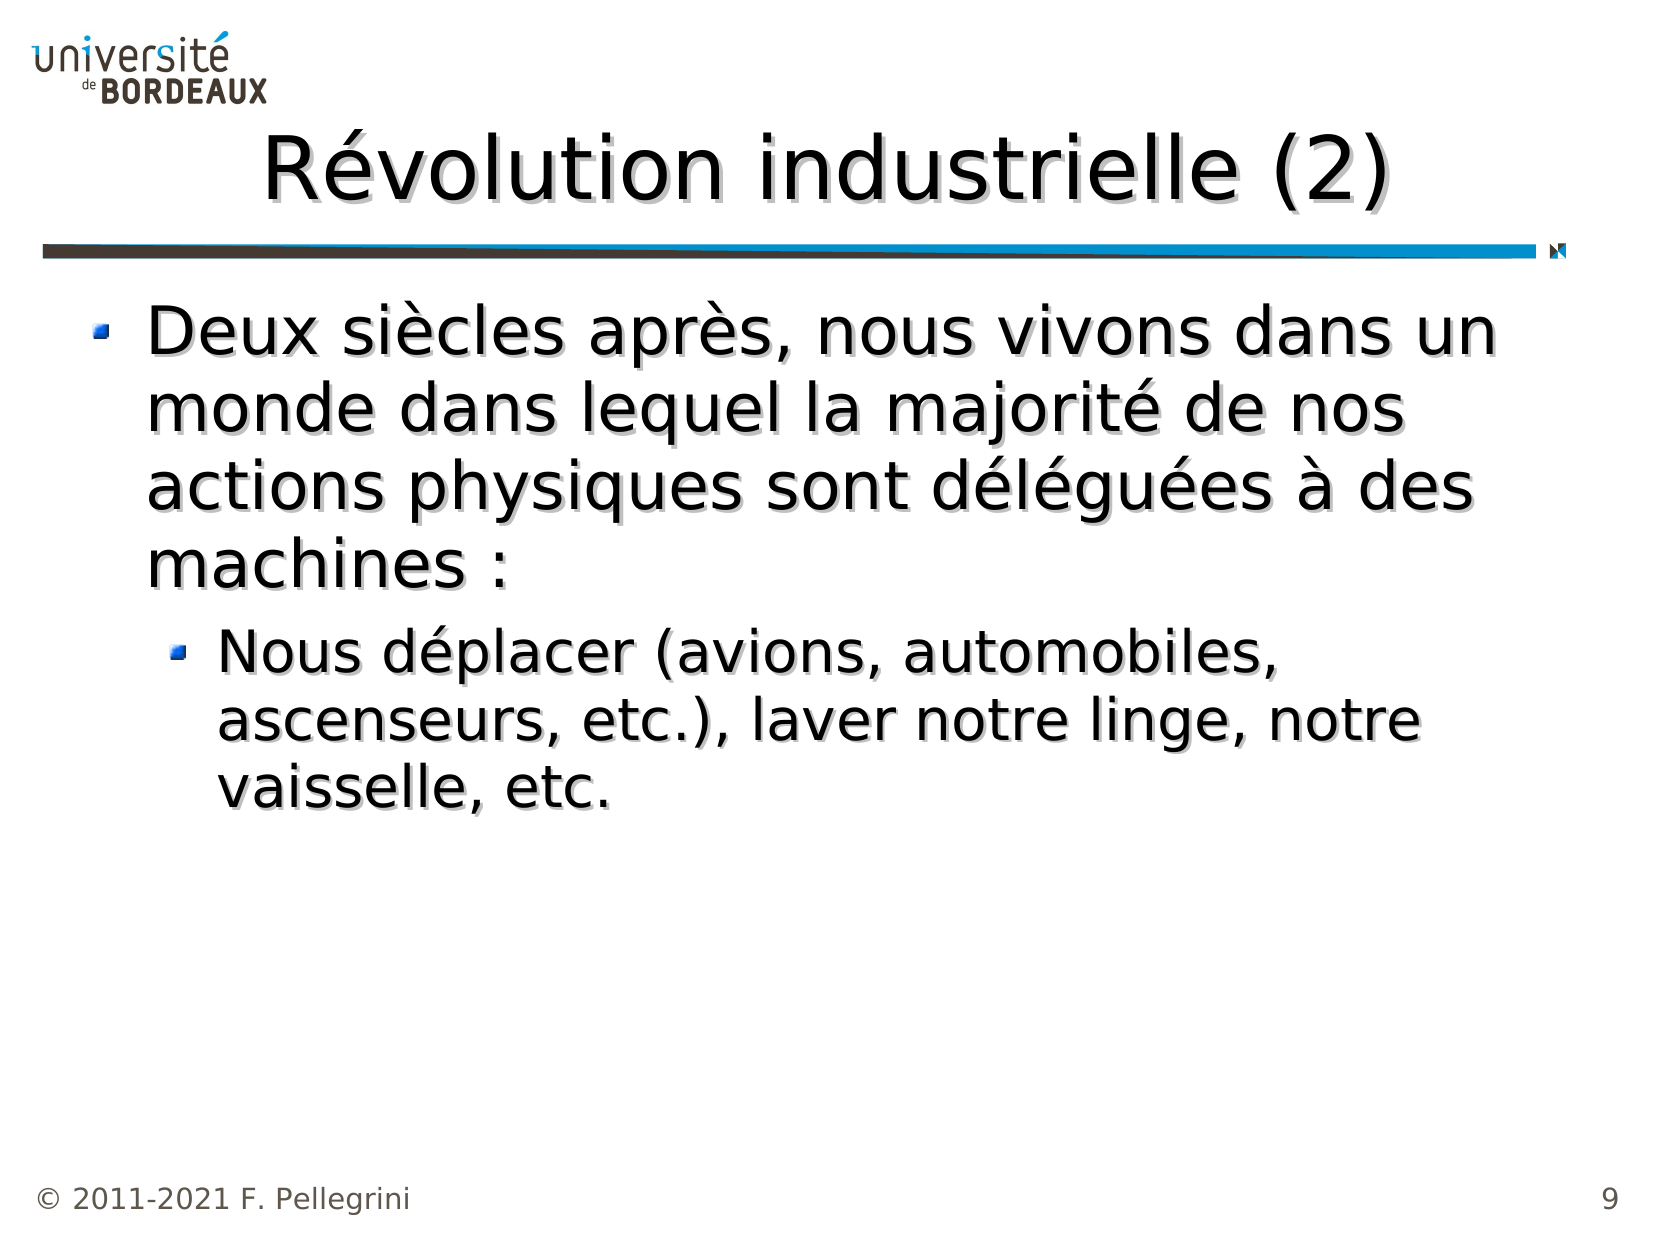 université
de BORDEAUX
Révolution industrielle (2)
Deux siècles après, nous vivons dans un
monde dans lequel la majorité de nos
actions physiques sont déléguées à des
machines :
Nous déplacer (avions, automobiles,
ascenseurs, etc.), laver notre linge, notre
vaisselle, etc.
© 2011-2021 F. Pellegrini
9